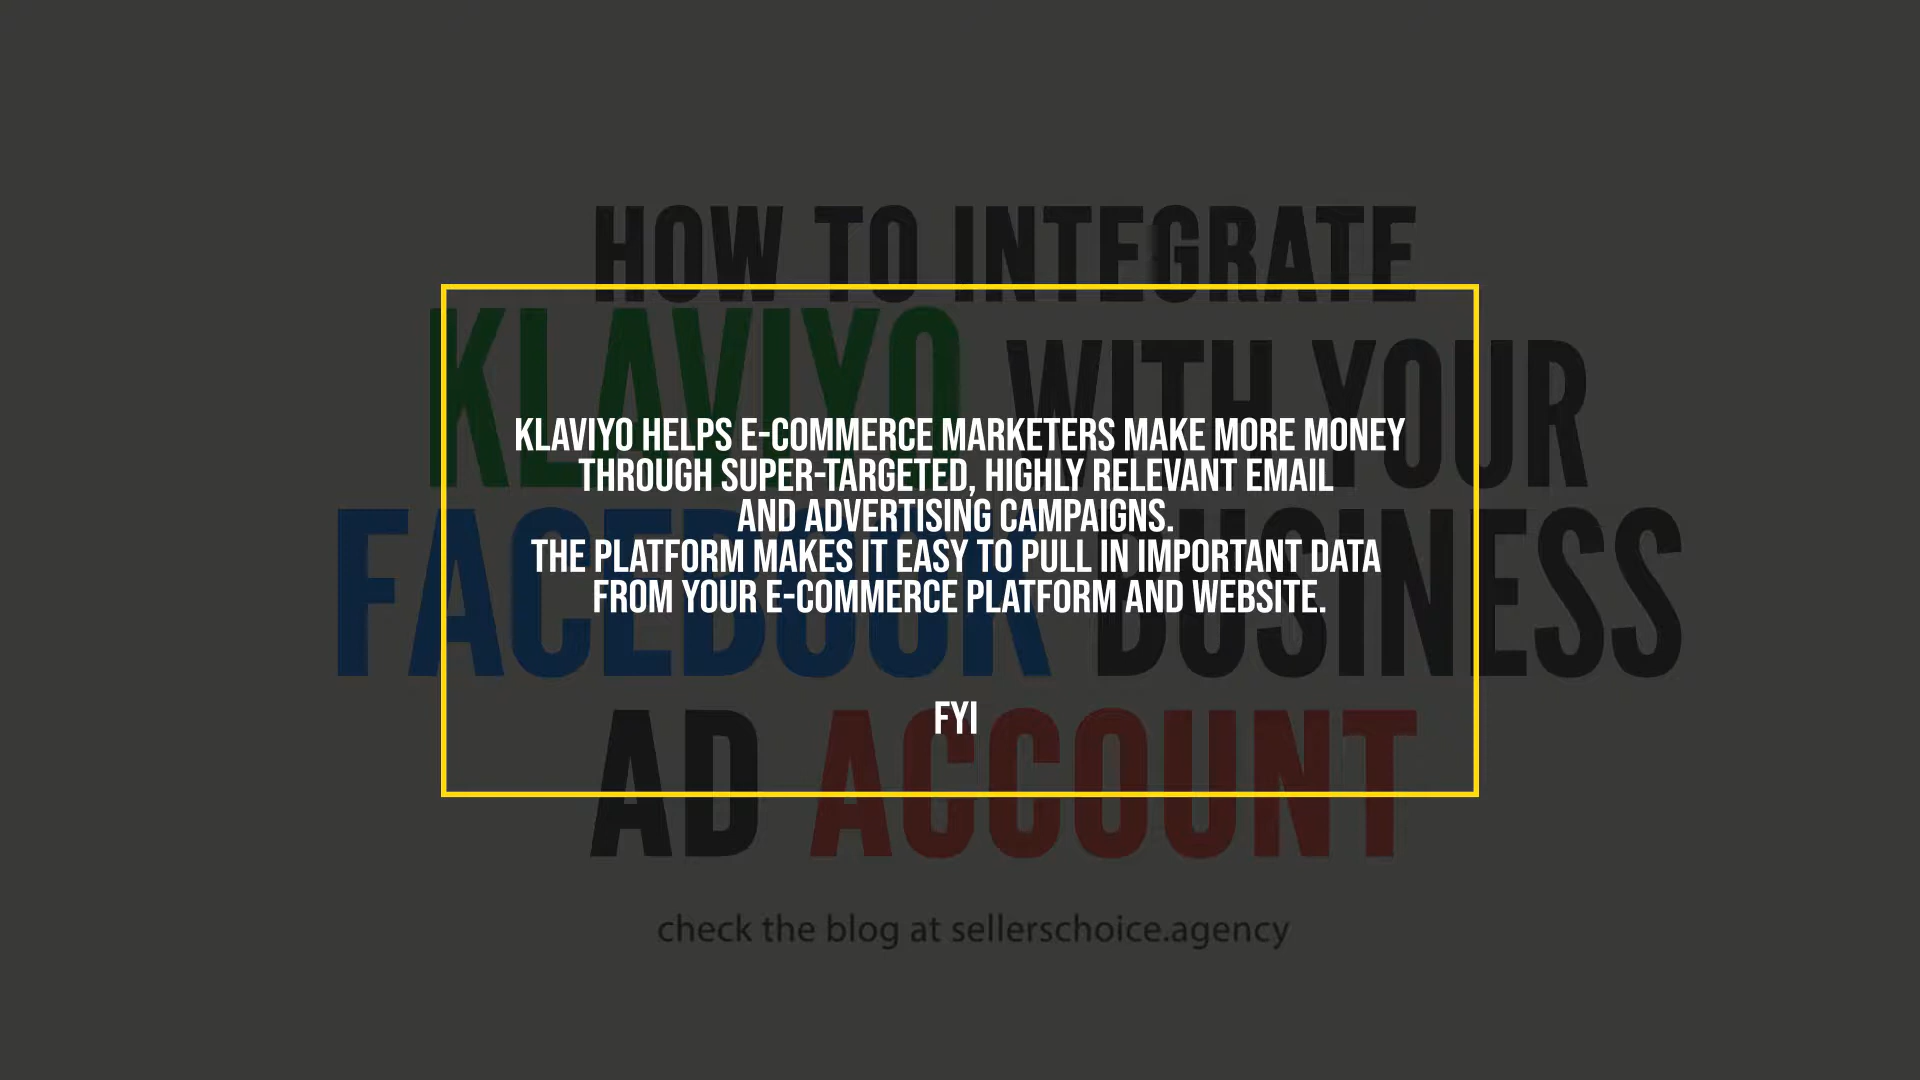 HOW TO INTEGRATE
KLAVIYO WITH YOUR
FACEBOOK BUSINESS
AD ACCOUNT
check the blog at sellerschoice.agency
KLAVIYO HELPS E-COMMERCE MARKETERS MAKE MORE MONEY
THROUGH SUPER-TARGETED, HIGHLY RELEVANT EMAIL
AND ADVERTISING CAMPAIGNS.
THE PLATFORM MAKES IT EASY TO PULL IN IMPORTANT DATA
FROM YOUR E-COMMERCE PLATFORM AND WEBSITE.
FYI